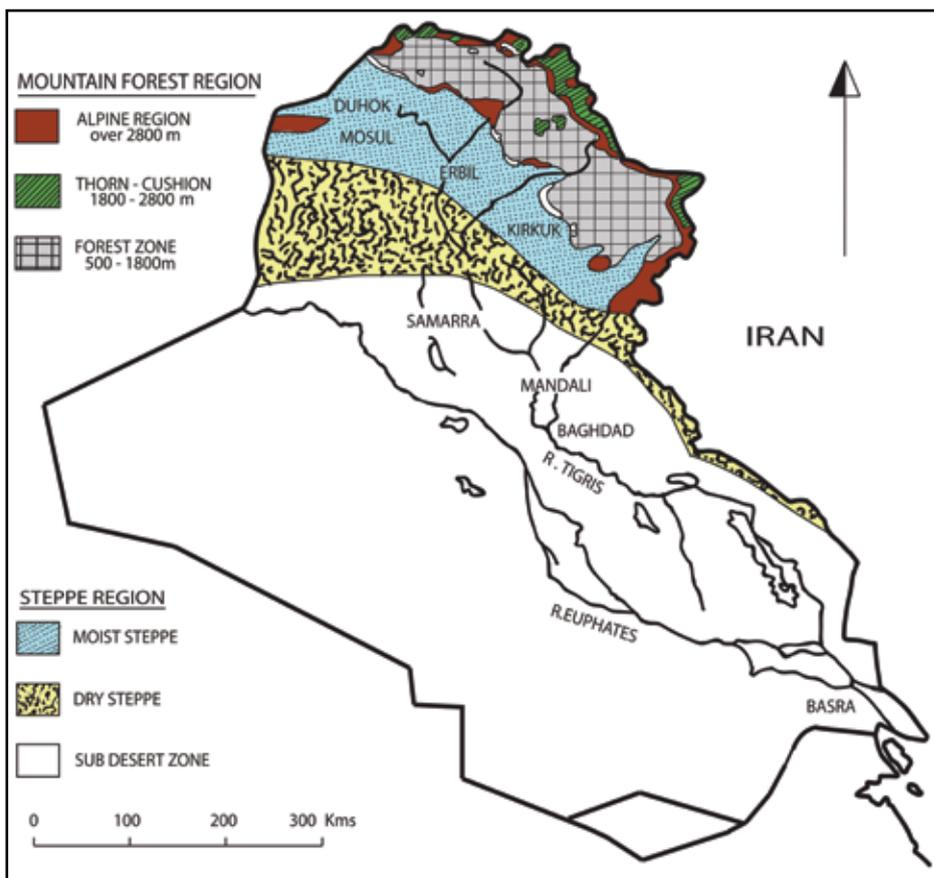 MOUNTAIN FOREST REGION
ALPINE REGION
over 2800 m
THORN - CUSHION
1800 - 2800 m
FOREST ZONE
500 - 1800m
DUHOK
MOSUL
ERBIL
KIRKUK
SAMARRA
IRAN
MANDALI
BAGHDAD
R. TIGRIS
R.EUPHATES
BASRA
STEPPE REGION
MOIST STEPPE
DRY STEPPE
SUB DESERT ZONE
0 100 200 300 Kms